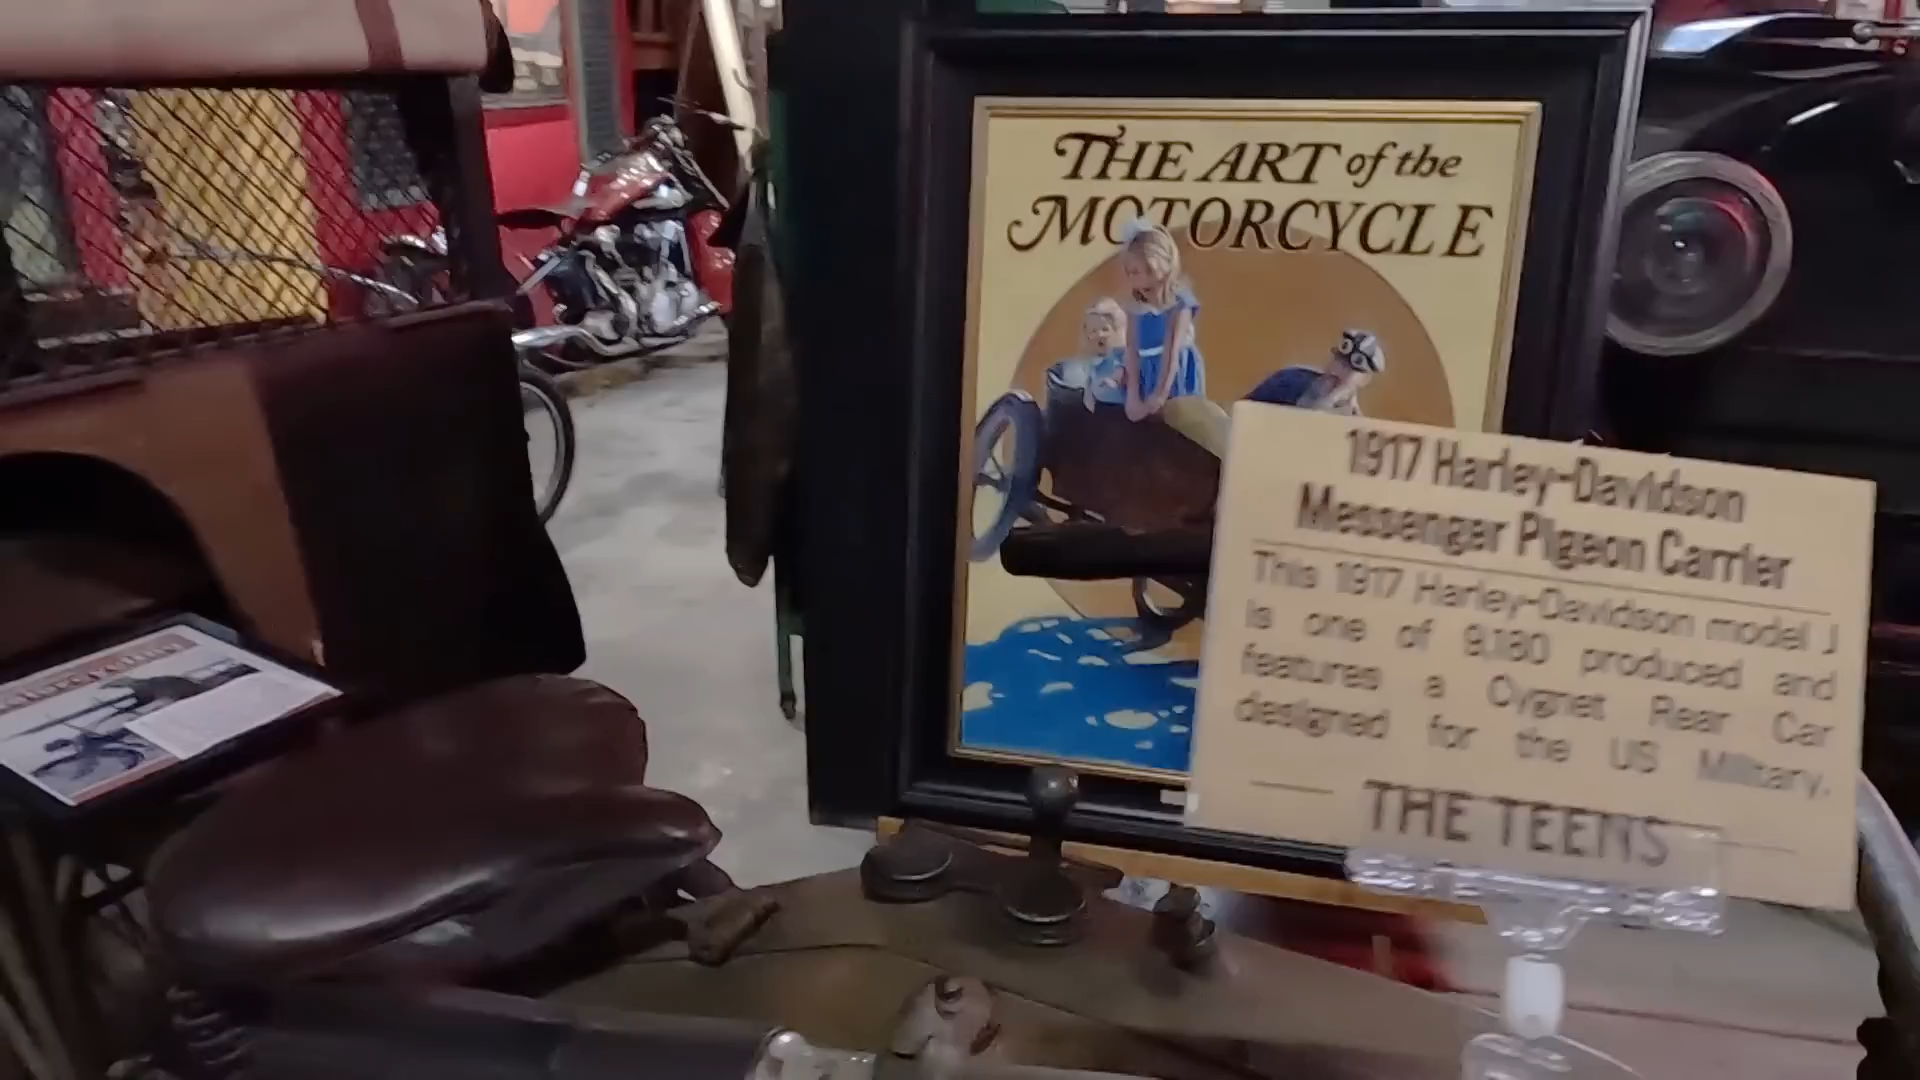 THE ART of the
MOTORCYCLE
1917 Harley-Davidson
Messenger Pigeon Carrier
This 1917 Harley-Davidson model J
is one of 9,180 produced and
features a Cygnet Rear Car
designed for the US Military.
THE TEENS